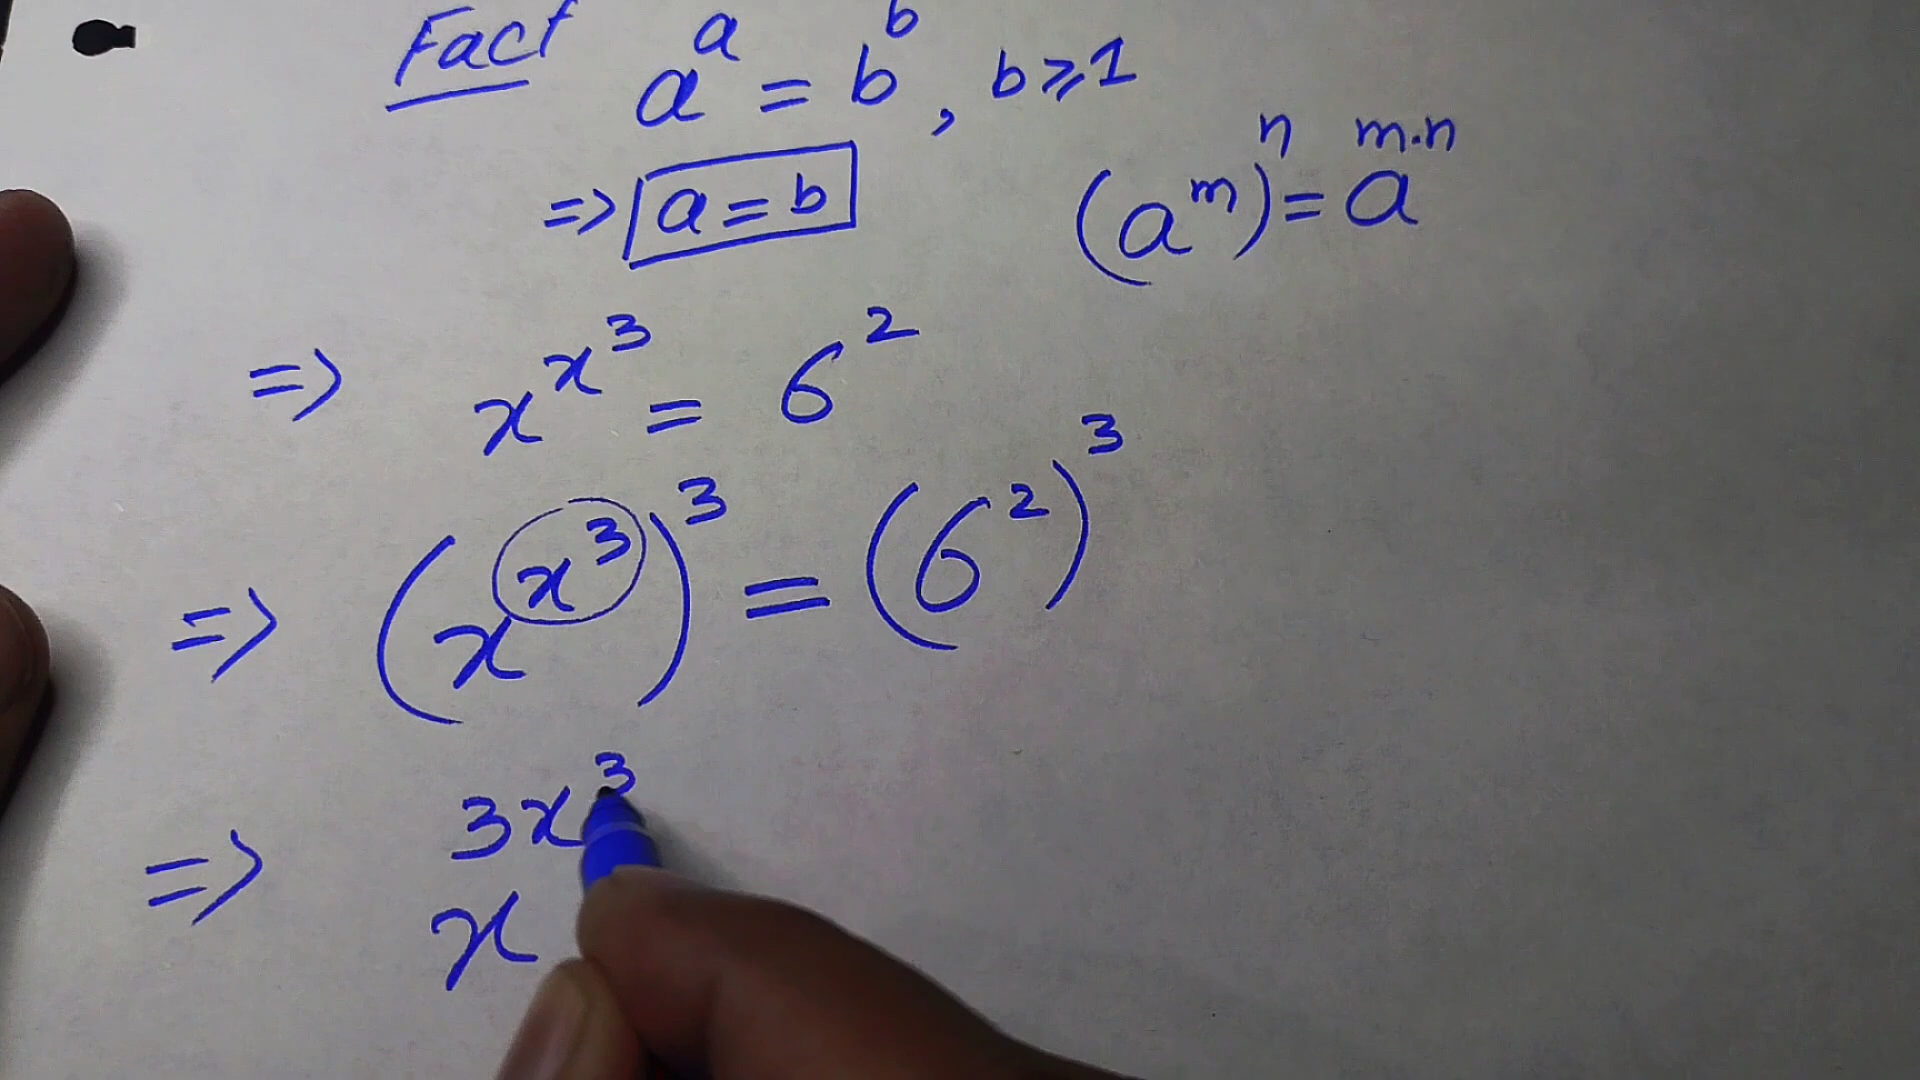 Fact a^a = b^b, b ⩾ 1
=> a = b (a^m)^n = a^m·n
=> x^x^3 = 6^2
=> (x^x^3)^3 = (6^2)^3
=> x^3x^3